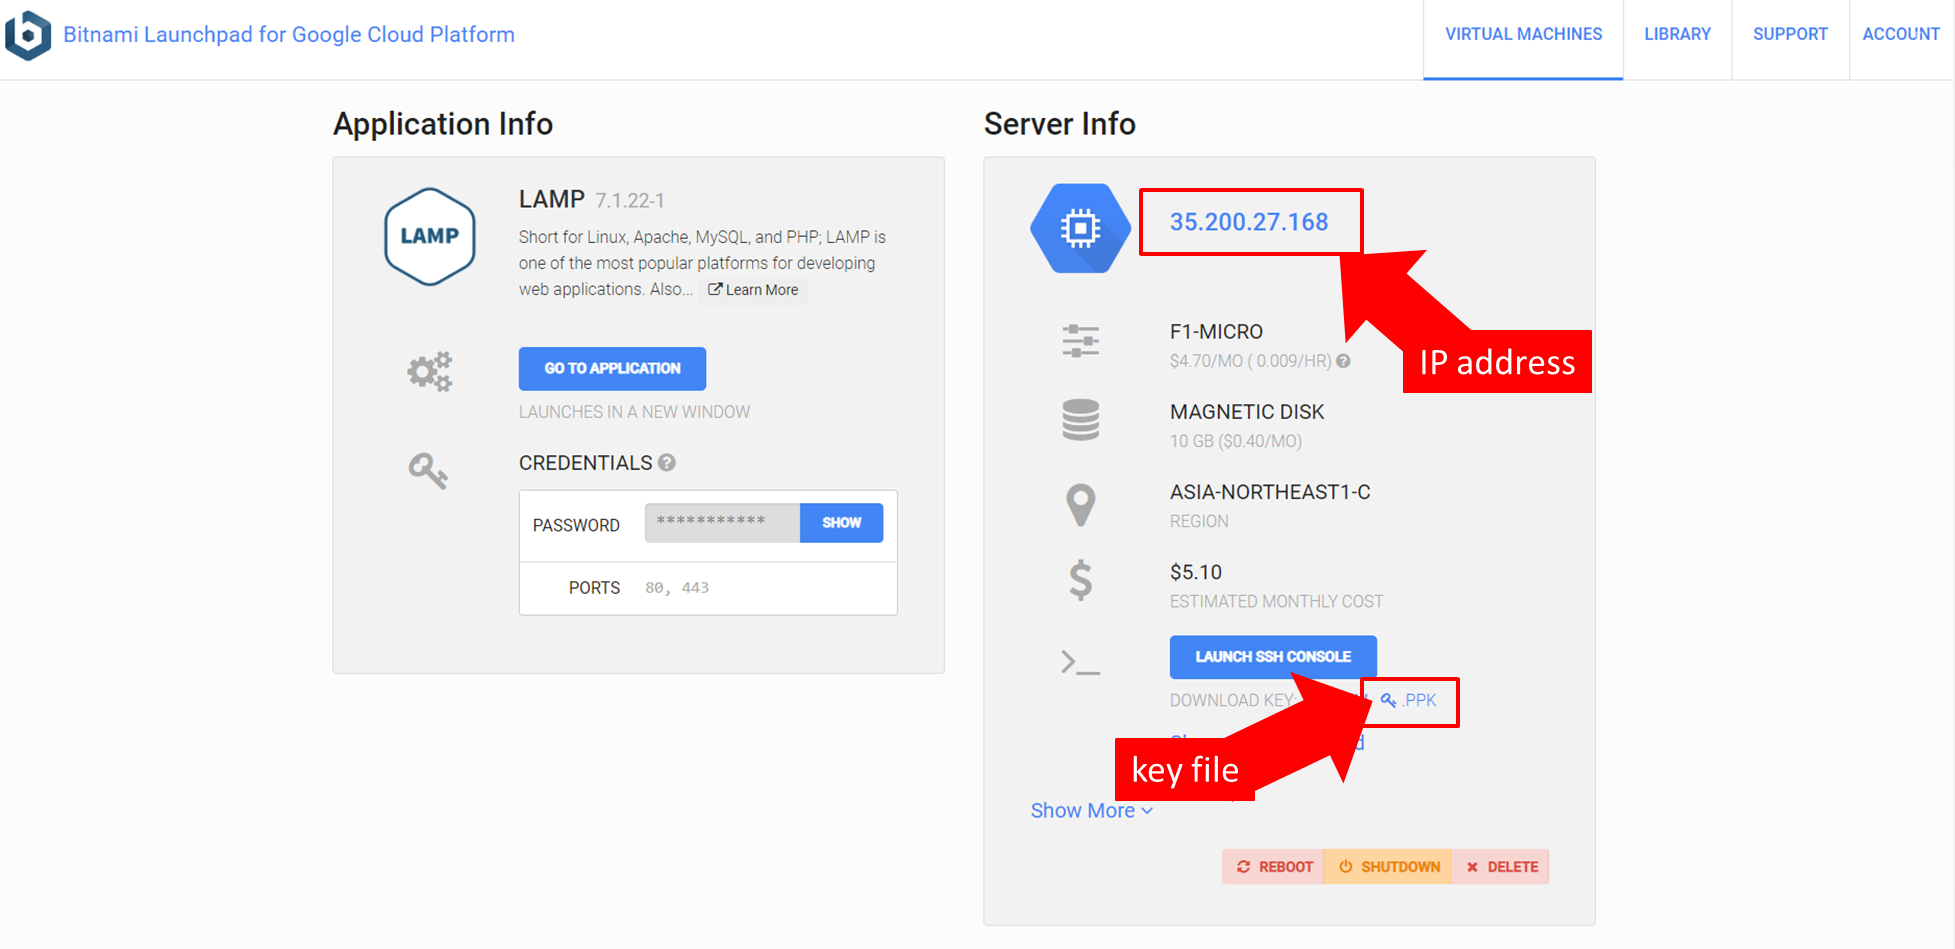 Bitnami Launchpad for Google Cloud Platform
VIRTUAL MACHINES
LIBRARY
SUPPORT
ACCOUNT
Application Info
LAMP
LAMP 7.1.22-1
Short for Linux, Apache, MySQL, and PHP; LAMP is
one of the most popular platforms for developing
web applications. Also... Learn More
GO TO APPLICATION
LAUNCHES IN A NEW WINDOW
CREDENTIALS ?
PASSWORD *********** SHOW
PORTS 80, 443
Server Info
35.200.27.168
IP address
F1-MICRO
$4.70/MO ( 0.009/HR) ?
MAGNETIC DISK
10 GB ($0.40/MO)
ASIA-NORTHEAST1-C
REGION
$5.10
ESTIMATED MONTHLY COST
LAUNCH SSH CONSOLE
DOWNLOAD KEY: .PPK
key file
Show More
REBOOT SHUTDOWN DELETE